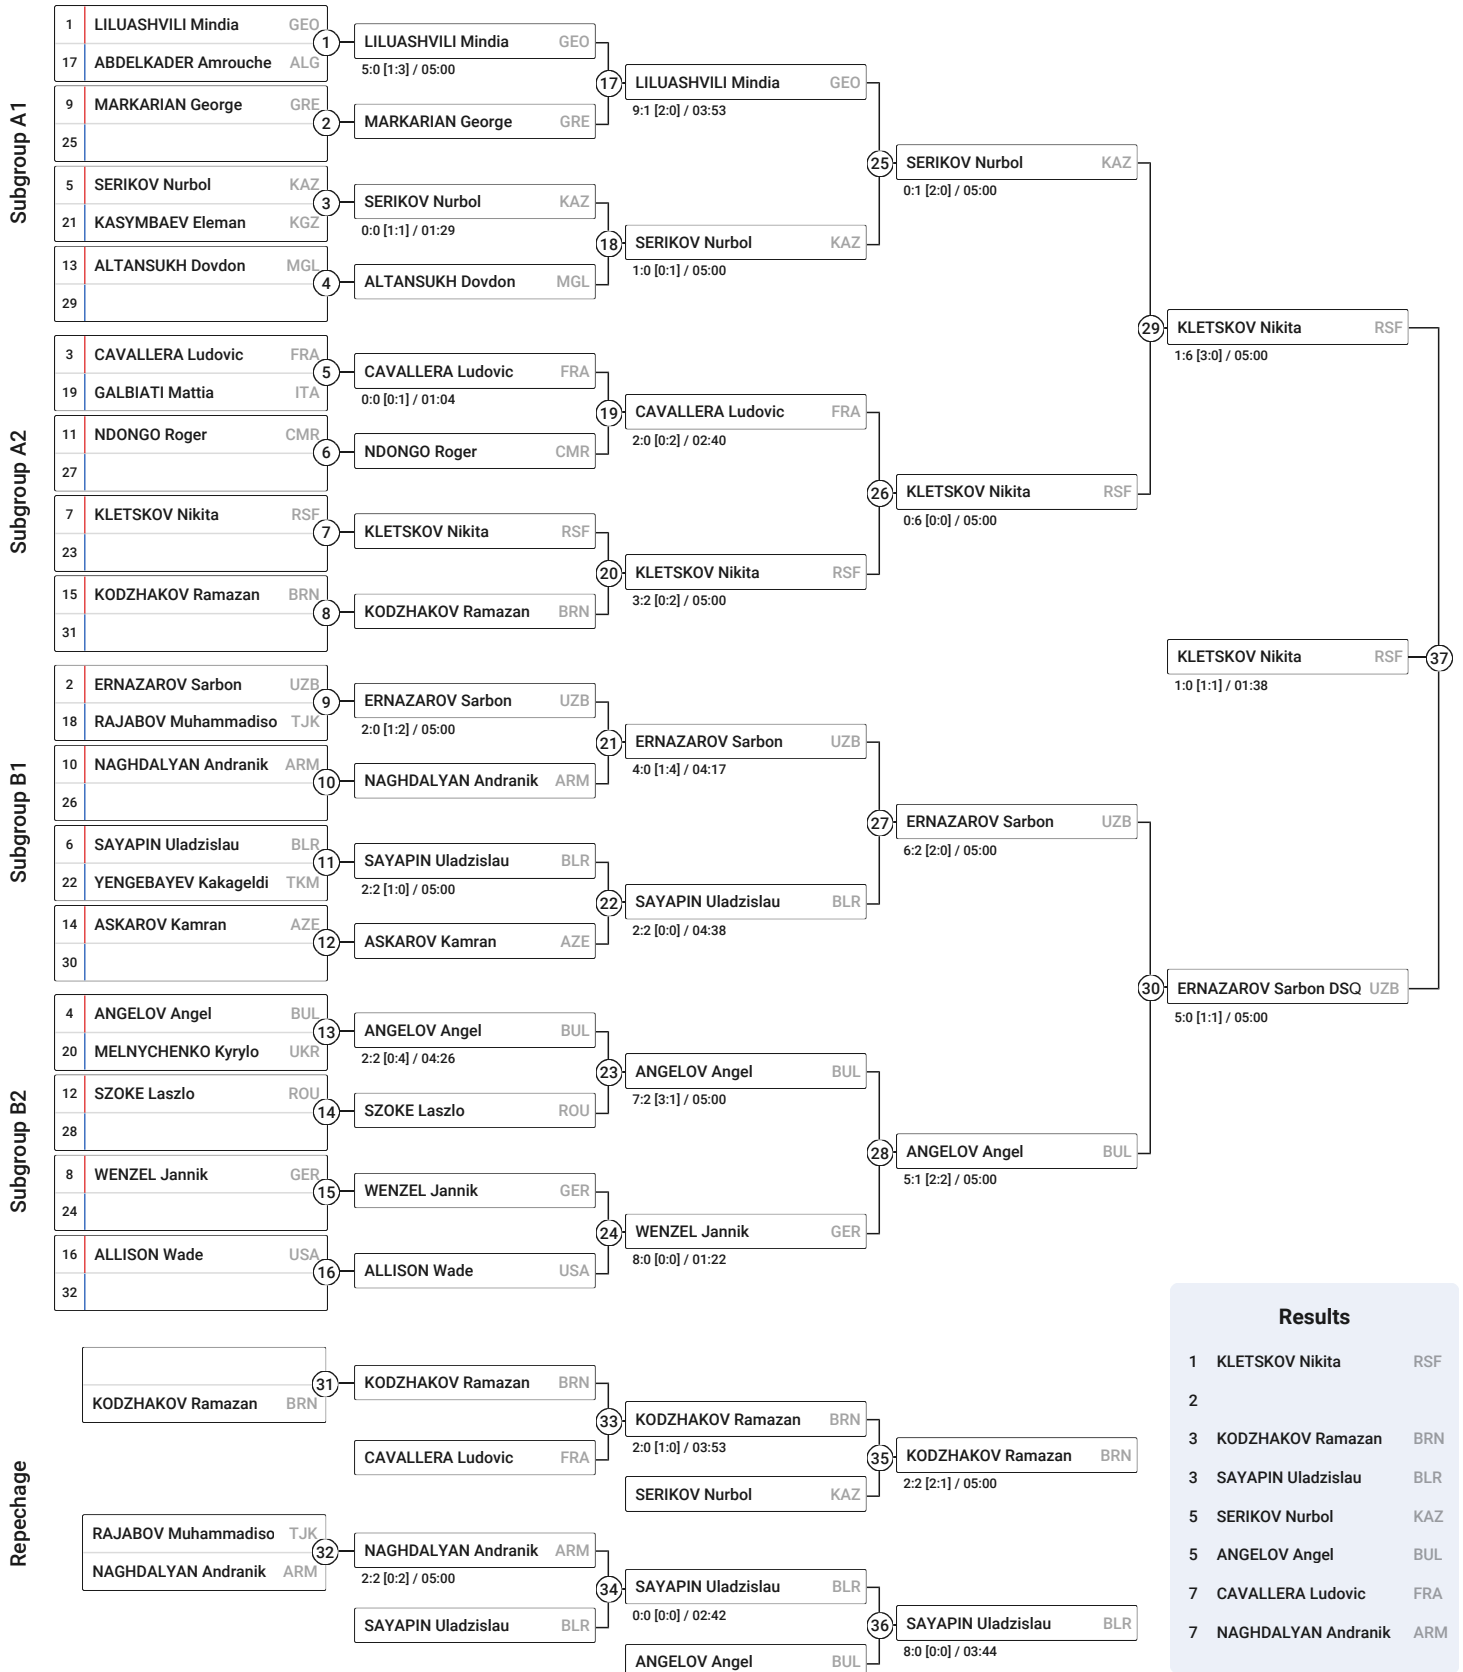 Subgroup A1
1 LILUASHVILI Mindia GEO
17 ABDELKADER Amrouche ALG
1
9 MARKARIAN George GRE
25
2
5 SERIKOV Nurbol KAZ
21 KASYMBAEV Eleman KGZ
3
13 ALTANSUKH Dovdon MGL
29
4
LILUASHVILI Mindia GEO
5:0 [1:3] / 05:00
MARKARIAN George GRE
17
SERIKOV Nurbol KAZ
0:0 [1:1] / 01:29
ALTANSUKH Dovdon MGL
18
LILUASHVILI Mindia GEO
9:1 [2:0] / 03:53
SERIKOV Nurbol KAZ
1:0 [0:1] / 05:00
25
SERIKOV Nurbol KAZ
0:1 [2:0] / 05:00
Subgroup A2
3 CAVALLERA Ludovic FRA
19 GALBIATI Mattia ITA
5
11 NDONGO Roger CMR
27
6
7 KLETSKOV Nikita RSF
23
7
15 KODZHAKOV Ramazan BRN
31
8
CAVALLERA Ludovic FRA
0:0 [0:1] / 01:04
NDONGO Roger CMR
19
KLETSKOV Nikita RSF
KODZHAKOV Ramazan BRN
20
CAVALLERA Ludovic FRA
2:0 [0:2] / 02:40
KLETSKOV Nikita RSF
3:2 [0:2] / 05:00
26
KLETSKOV Nikita RSF
0:6 [0:0] / 05:00
29
KLETSKOV Nikita RSF
1:6 [3:0] / 05:00
Subgroup B1
2 ERNAZAROV Sarbon UZB
18 RAJABOV Muhammadiso TJK
9
10 NAGHDALYAN Andranik ARM
26
10
6 SAYAPIN Uladzislau BLR
22 YENGEBAYEV Kakageldi TKM
11
14 ASKAROV Kamran AZE
30
12
ERNAZAROV Sarbon UZB
2:0 [1:2] / 05:00
NAGHDALYAN Andranik ARM
21
SAYAPIN Uladzislau BLR
2:2 [1:0] / 05:00
ASKAROV Kamran AZE
22
ERNAZAROV Sarbon UZB
4:0 [1:4] / 04:17
SAYAPIN Uladzislau BLR
2:2 [0:0] / 04:38
27
ERNAZAROV Sarbon UZB
6:2 [2:0] / 05:00
Subgroup B2
4 ANGELOV Angel BUL
20 MELNYCHENKO Kyrylo UKR
13
12 SZOKE Laszlo ROU
28
14
8 WENZEL Jannik GER
24
15
16 ALLISON Wade USA
32
16
ANGELOV Angel BUL
2:2 [0:4] / 04:26
SZOKE Laszlo ROU
23
WENZEL Jannik GER
ALLISON Wade USA
24
ANGELOV Angel BUL
7:2 [3:1] / 05:00
WENZEL Jannik GER
8:0 [0:0] / 01:22
28
ANGELOV Angel BUL
5:1 [2:2] / 05:00
30
ERNAZAROV Sarbon DSQ UZB
5:0 [1:1] / 05:00
KLETSKOV Nikita RSF
37
1:0 [1:1] / 01:38
Repechage
KODZHAKOV Ramazan BRN
31
KODZHAKOV Ramazan BRN
CAVALLERA Ludovic FRA
33
KODZHAKOV Ramazan BRN
2:0 [1:0] / 03:53
SERIKOV Nurbol KAZ
35
KODZHAKOV Ramazan BRN
2:2 [2:1] / 05:00
RAJABOV Muhammadiso TJK
NAGHDALYAN Andranik ARM
32
NAGHDALYAN Andranik ARM
2:2 [0:2] / 05:00
SAYAPIN Uladzislau BLR
34
SAYAPIN Uladzislau BLR
0:0 [0:0] / 02:42
ANGELOV Angel BUL
36
SAYAPIN Uladzislau BLR
8:0 [0:0] / 03:44
Results
1 KLETSKOV Nikita RSF
2
3 KODZHAKOV Ramazan BRN
3 SAYAPIN Uladzislau BLR
5 SERIKOV Nurbol KAZ
5 ANGELOV Angel BUL
7 CAVALLERA Ludovic FRA
7 NAGHDALYAN Andranik ARM